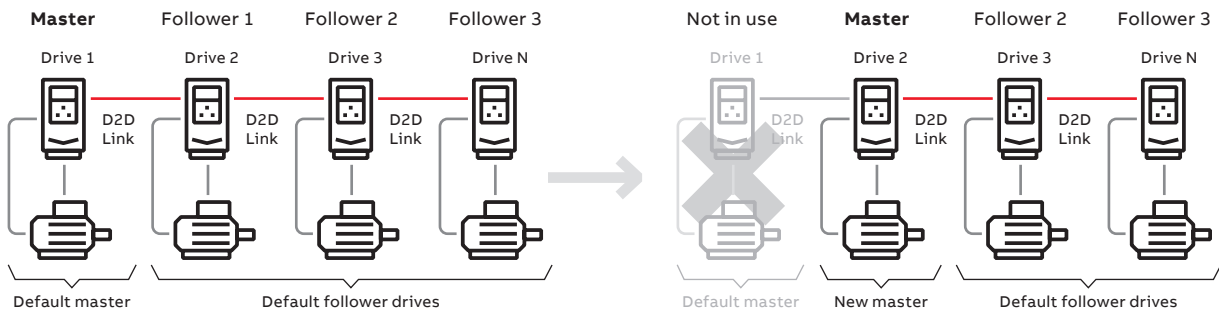 Master Follower 1 Follower 2 Follower 3 Not in use Master Follower 2 Follower 3
Drive 1 Drive 2 Drive 3 Drive N Drive 1 Drive 2 Drive 3 Drive N
D2D D2D D2D D2D D2D D2D
Link Link Link Link Link Link
Default master Default follower drives Default master New master Default follower drives